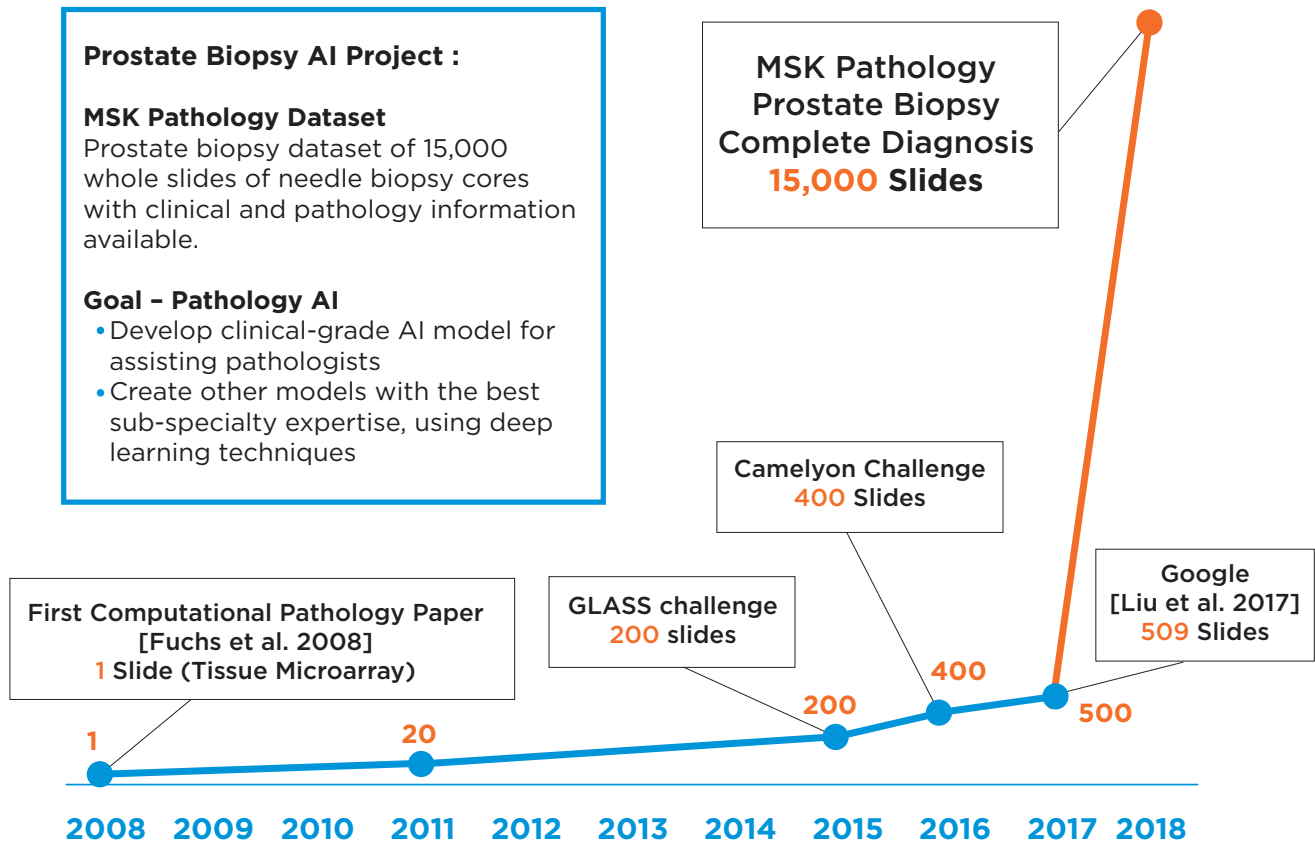 Prostate Biopsy AI Project :
MSK Pathology Dataset
Prostate biopsy dataset of 15,000
whole slides of needle biopsy cores
with clinical and pathology information
available.
Goal – Pathology AI
• Develop clinical-grade AI model for
assisting pathologists
• Create other models with the best
sub-specialty expertise, using deep
learning techniques
MSK Pathology
Prostate Biopsy
Complete Diagnosis
15,000 Slides
Camelyon Challenge
400 Slides
First Computational Pathology Paper
[Fuchs et al. 2008]
1 Slide (Tissue Microarray)
GLASS challenge
200 slides
Google
[Liu et al. 2017]
509 Slides
1
20
200
400
500
2008 2009 2010 2011 2012 2013 2014 2015 2016 2017 2018